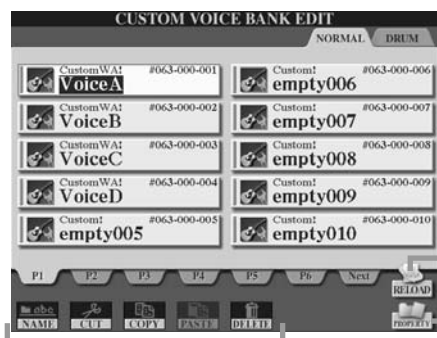 CUSTOM VOICE BANK EDIT
NORMAL DRUM
CustomWA! #063-000-001
VoiceA
CustomWA! #063-000-002
VoiceB
CustomWA! #063-000-003
VoiceC
CustomWA! #063-000-004
VoiceD
Custom! #063-000-005
empty005
Custom! #063-000-006
empty006
Custom! #063-000-007
empty007
Custom! #063-000-008
empty008
Custom! #063-000-009
empty009
Custom! #063-000-010
empty010
P1 P2 P3 P4 P5 P6 Next
RELOAD
abc
NAME CUT COPY PASTE DELETE PROPERTY